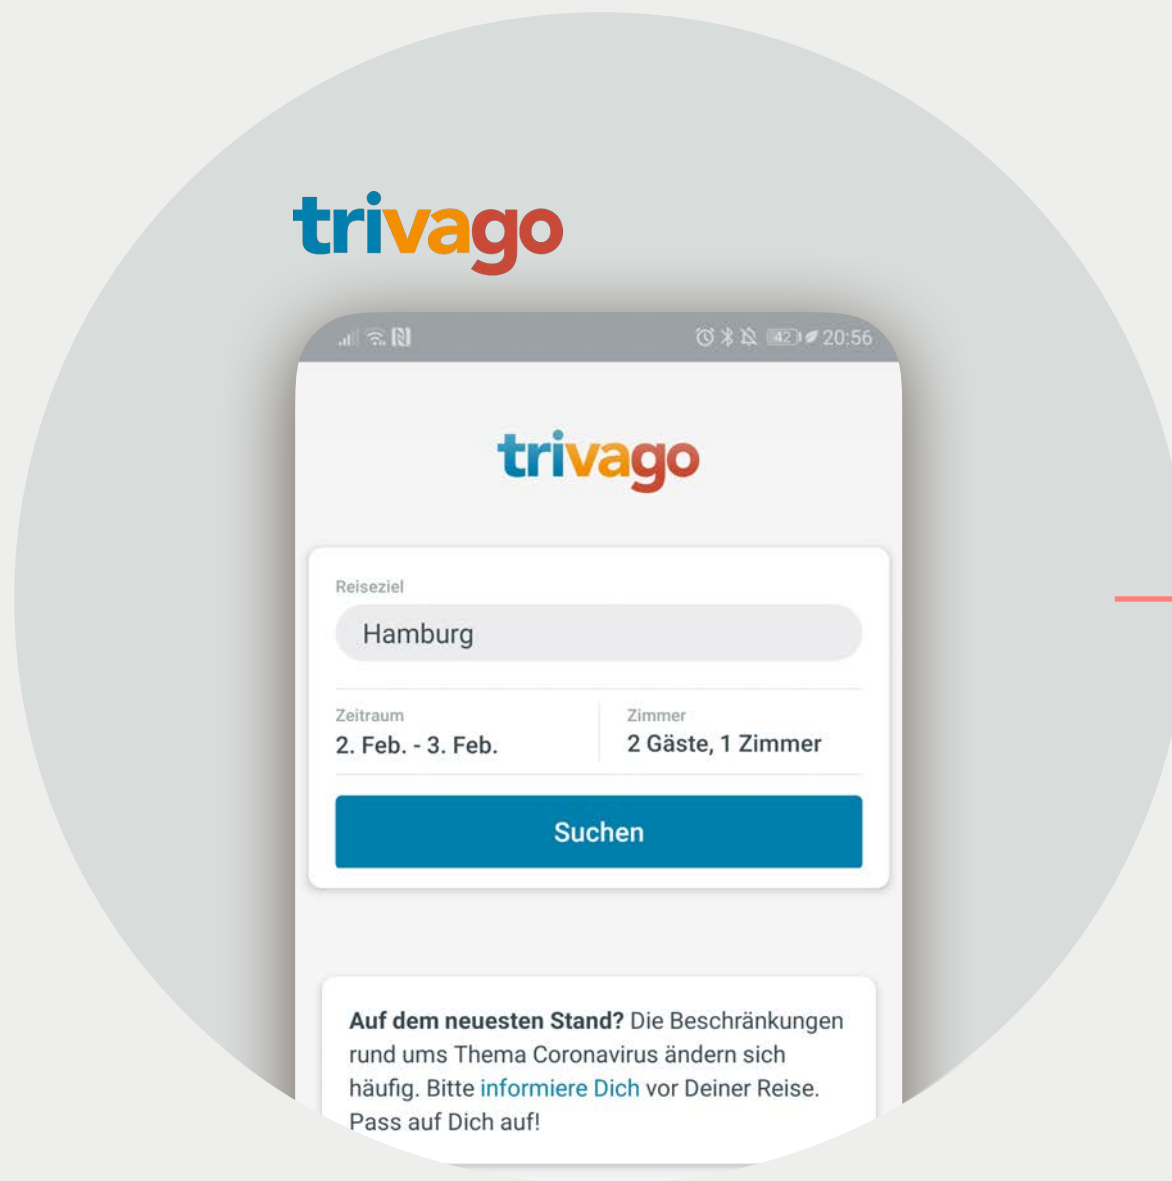 trivago
42 20:56
trivago
Reiseziel
Hamburg
Zeitraum
Zimmer
2. Feb. - 3. Feb.
2 Gäste, 1 Zimmer
Suchen
Auf dem neuesten Stand? Die Beschränkungen
rund ums Thema Coronavirus ändern sich
häufig. Bitte informiere Dich vor Deiner Reise.
Pass auf Dich auf!